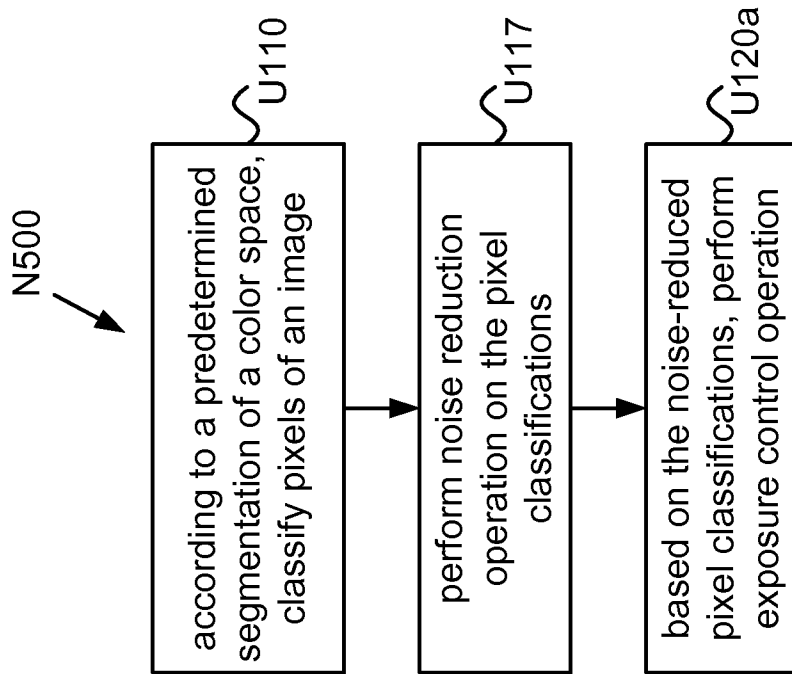 N500
according to a predetermined
segmentation of a color space,
classify pixels of an image
U110
perform noise reduction
operation on the pixel
classifications
U117
based on the noise-reduced
pixel classifications, perform
exposure control operation
U120a